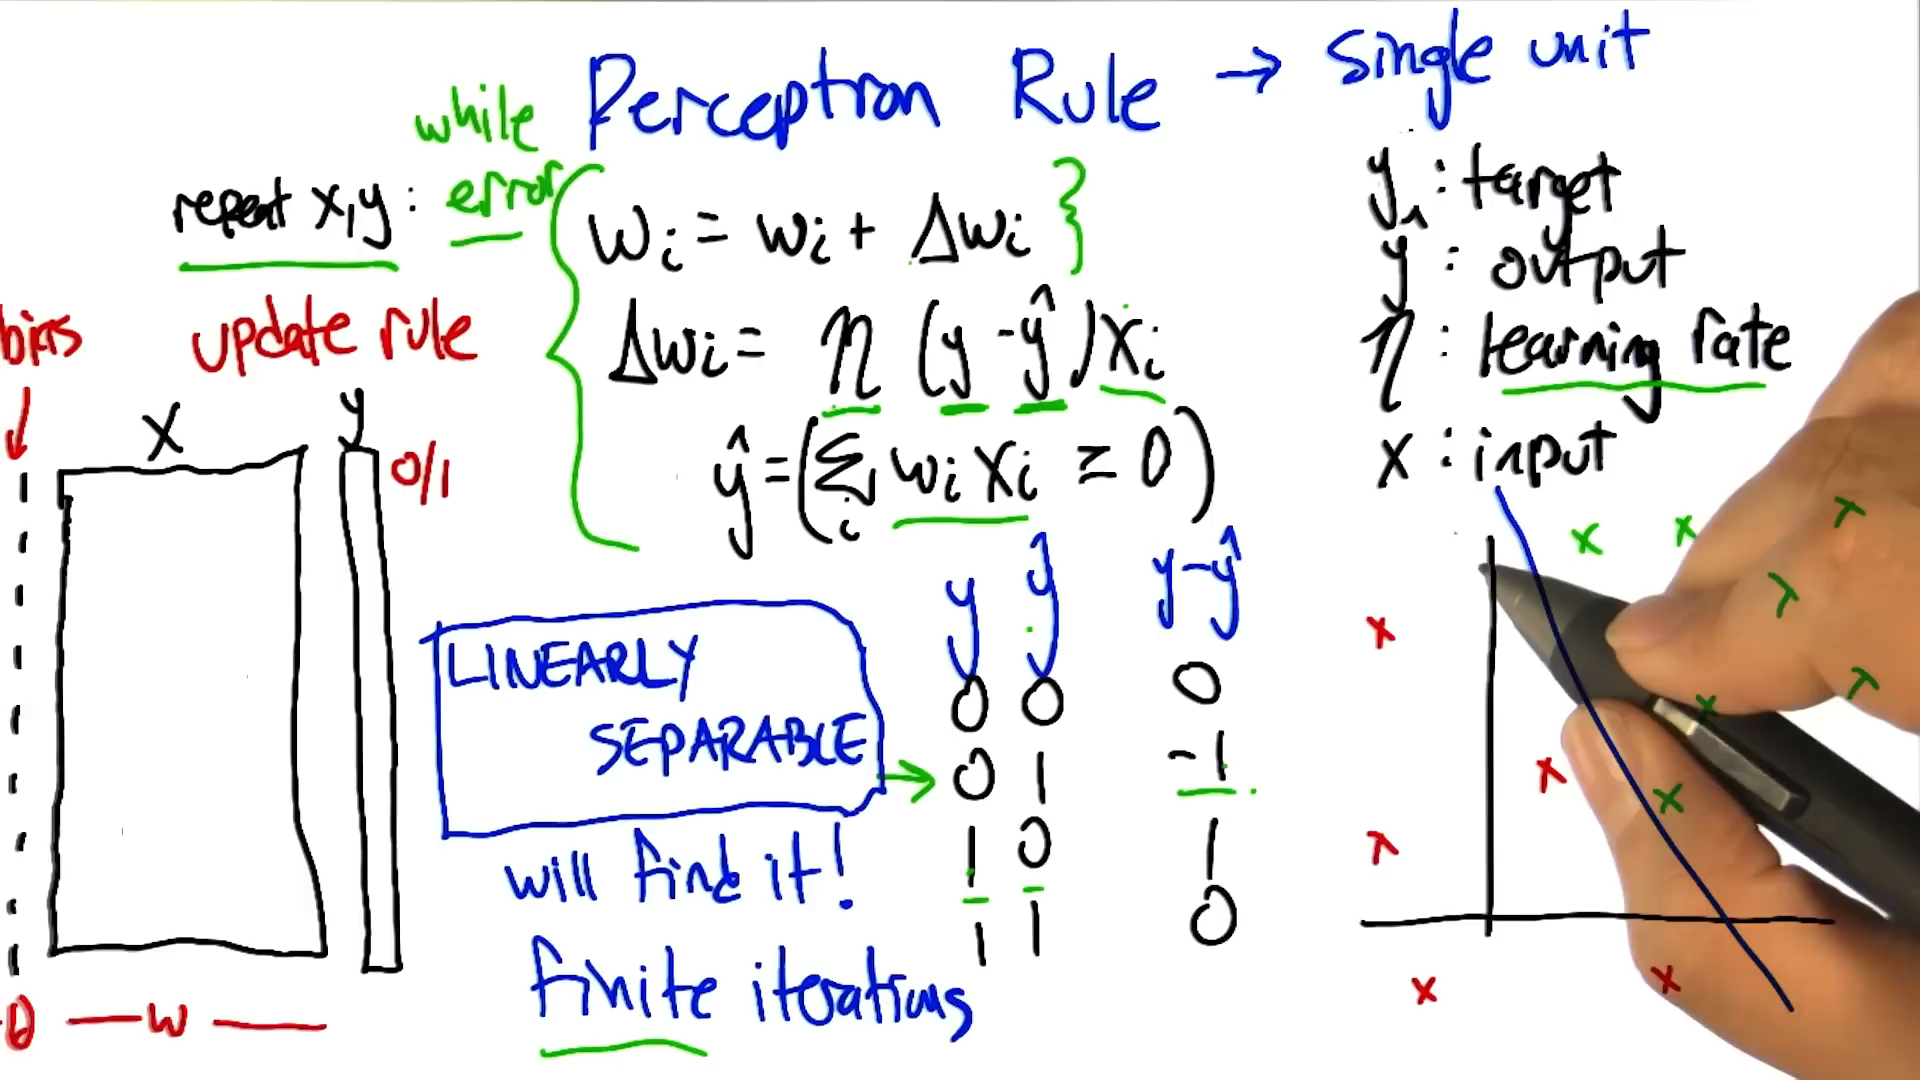 Perceptron Rule → single unit
while
error
repeat x,y :
wi = wi + Δwi
Δwi = η (y - ŷ) xi
ŷ = (Σi wi xi ≥ 0)
y : target
ŷ : output
η : learning rate
x : input
bias
update rule
X
y
0/1
θ — w —
LINEARLY
SEPARABLE
will find it!
finite iterations
y ŷ y-ŷ
0 0 0
0 1 -1
1 0 1
1 1 0